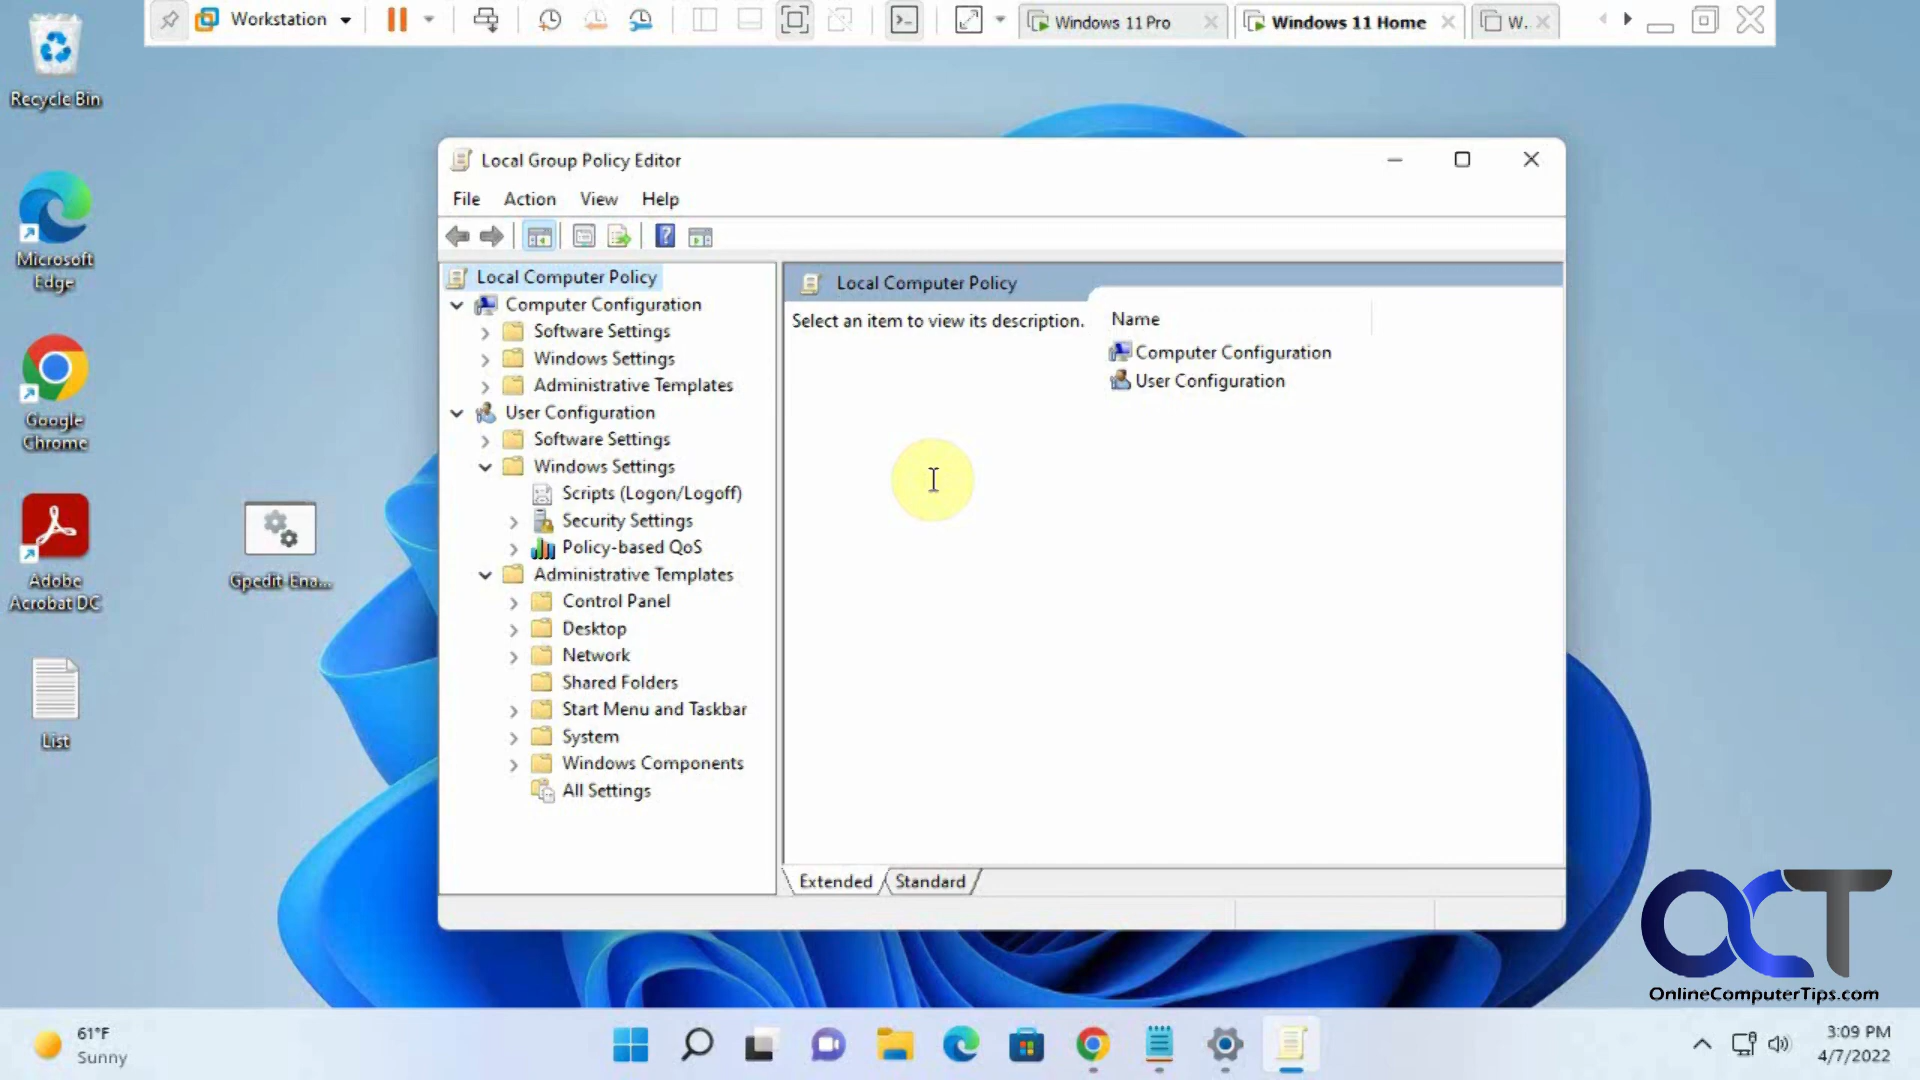 Workstation
Windows 11 Pro
Windows 11 Home
W.
Recycle Bin
Microsoft
Edge
Google
Chrome
Adobe
Acrobat DC
List
Gpedit-Ena...
Local Group Policy Editor
File Action View Help
Local Computer Policy
Computer Configuration
Software Settings
Windows Settings
Administrative Templates
User Configuration
Software Settings
Windows Settings
Scripts (Logon/Logoff)
Security Settings
Policy-based QoS
Administrative Templates
Control Panel
Desktop
Network
Shared Folders
Start Menu and Taskbar
System
Windows Components
All Settings
Local Computer Policy
Select an item to view its description.
Name
Computer Configuration
User Configuration
Extended
Standard
OCT
OnlineComputerTips.com
61°F
Sunny
3:09 PM
4/7/2022